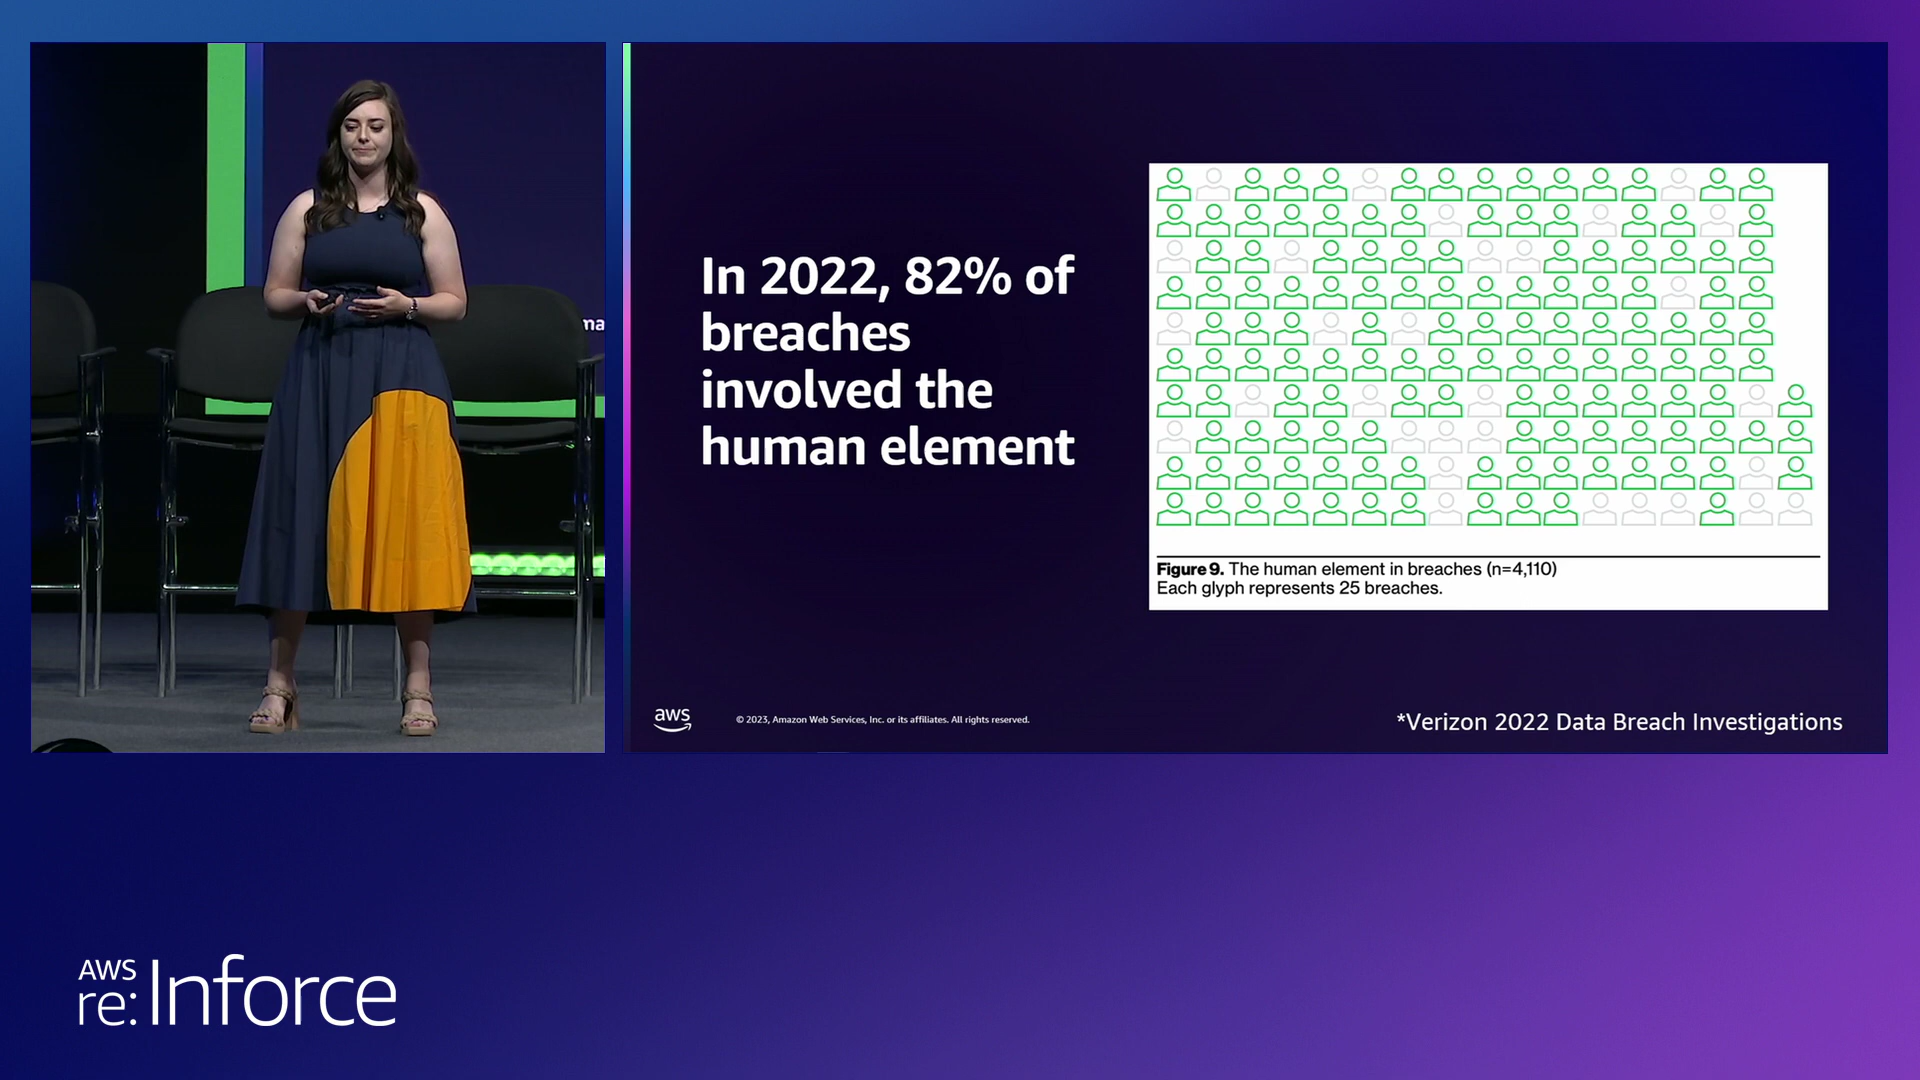 ma
In 2022, 82% of
breaches
involved the
human element
Figure 9. The human element in breaches (n=4,110)
Each glyph represents 25 breaches.
aws
© 2023, Amazon Web Services, Inc. or its affiliates. All rights reserved.
*Verizon 2022 Data Breach Investigations
AWS
re:Inforce